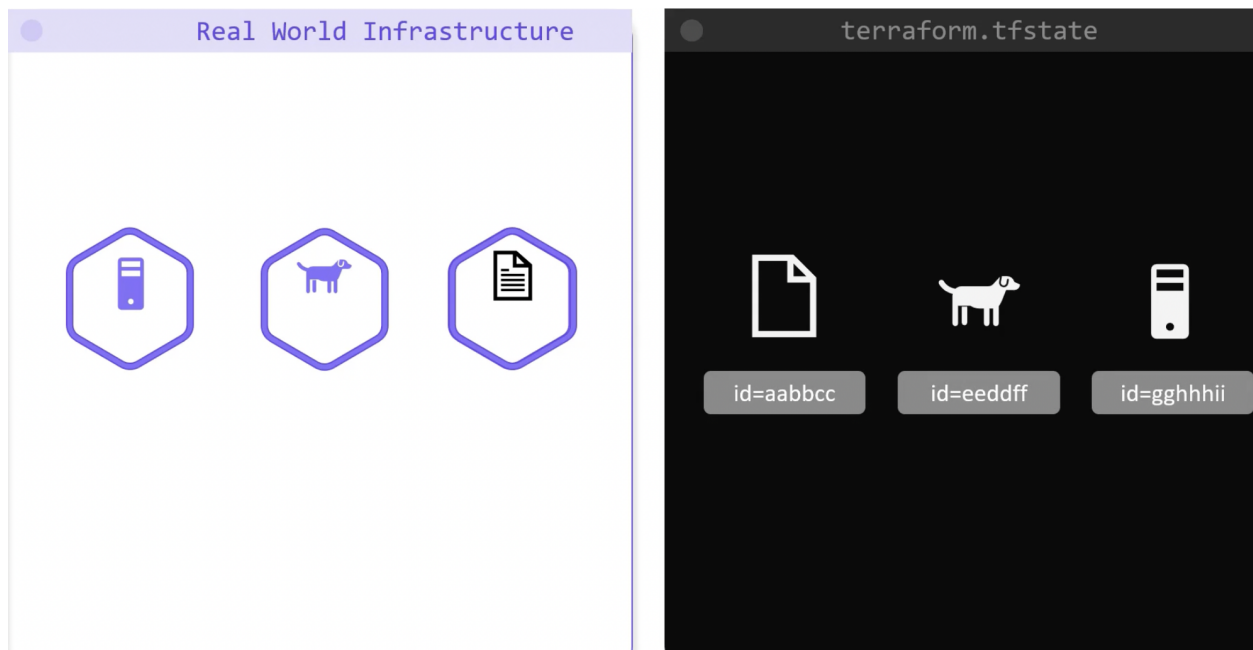 Real World Infrastructure
terraform.tfstate
id=aabbcc
id=eeddff
id=gghhhii